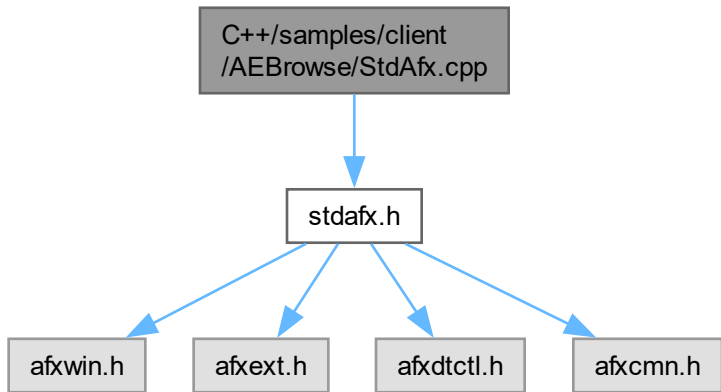 C++/samples/client
/AEBrowse/StdAfx.cpp
stdafx.h
afxwin.h
afxext.h
afxdtctl.h
afxcmn.h